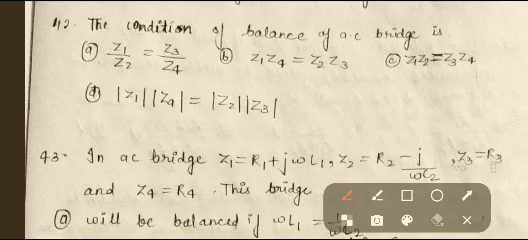 42. The condition of balance of a.c bridge is
(a) Z₁/Z₂ = Z₃/Z₄ (b) Z₁Z₄ = Z₂Z₃ (c) Z₁Z₂=Z₃Z₄
(d) |Z₁||Z₄| = |Z₂||Z₃|
43. In ac bridge Z₁=R₁+jωL₁, Z₂ = R₂ - j/ωC₂, Z₃=R₃
and Z₄ = R₄. This bridge
(a) will be balanced if ωL₁ =